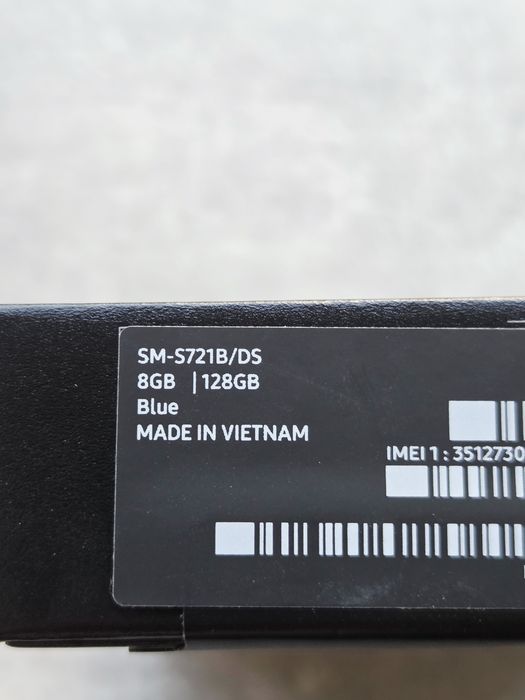 SM-S721B/DS
8GB | 128GB
Blue
MADE IN VIETNAM
IMEI 1 : 3512730